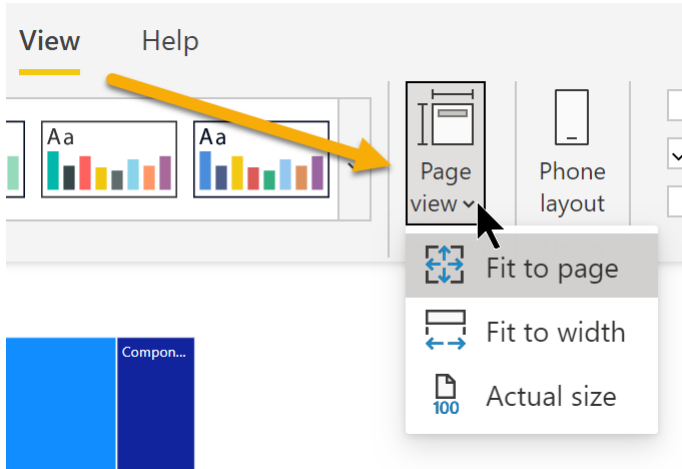 View Help
Aa Aa
Page
view
Phone
layout
Fit to page
Fit to width
100 Actual size
Compon...